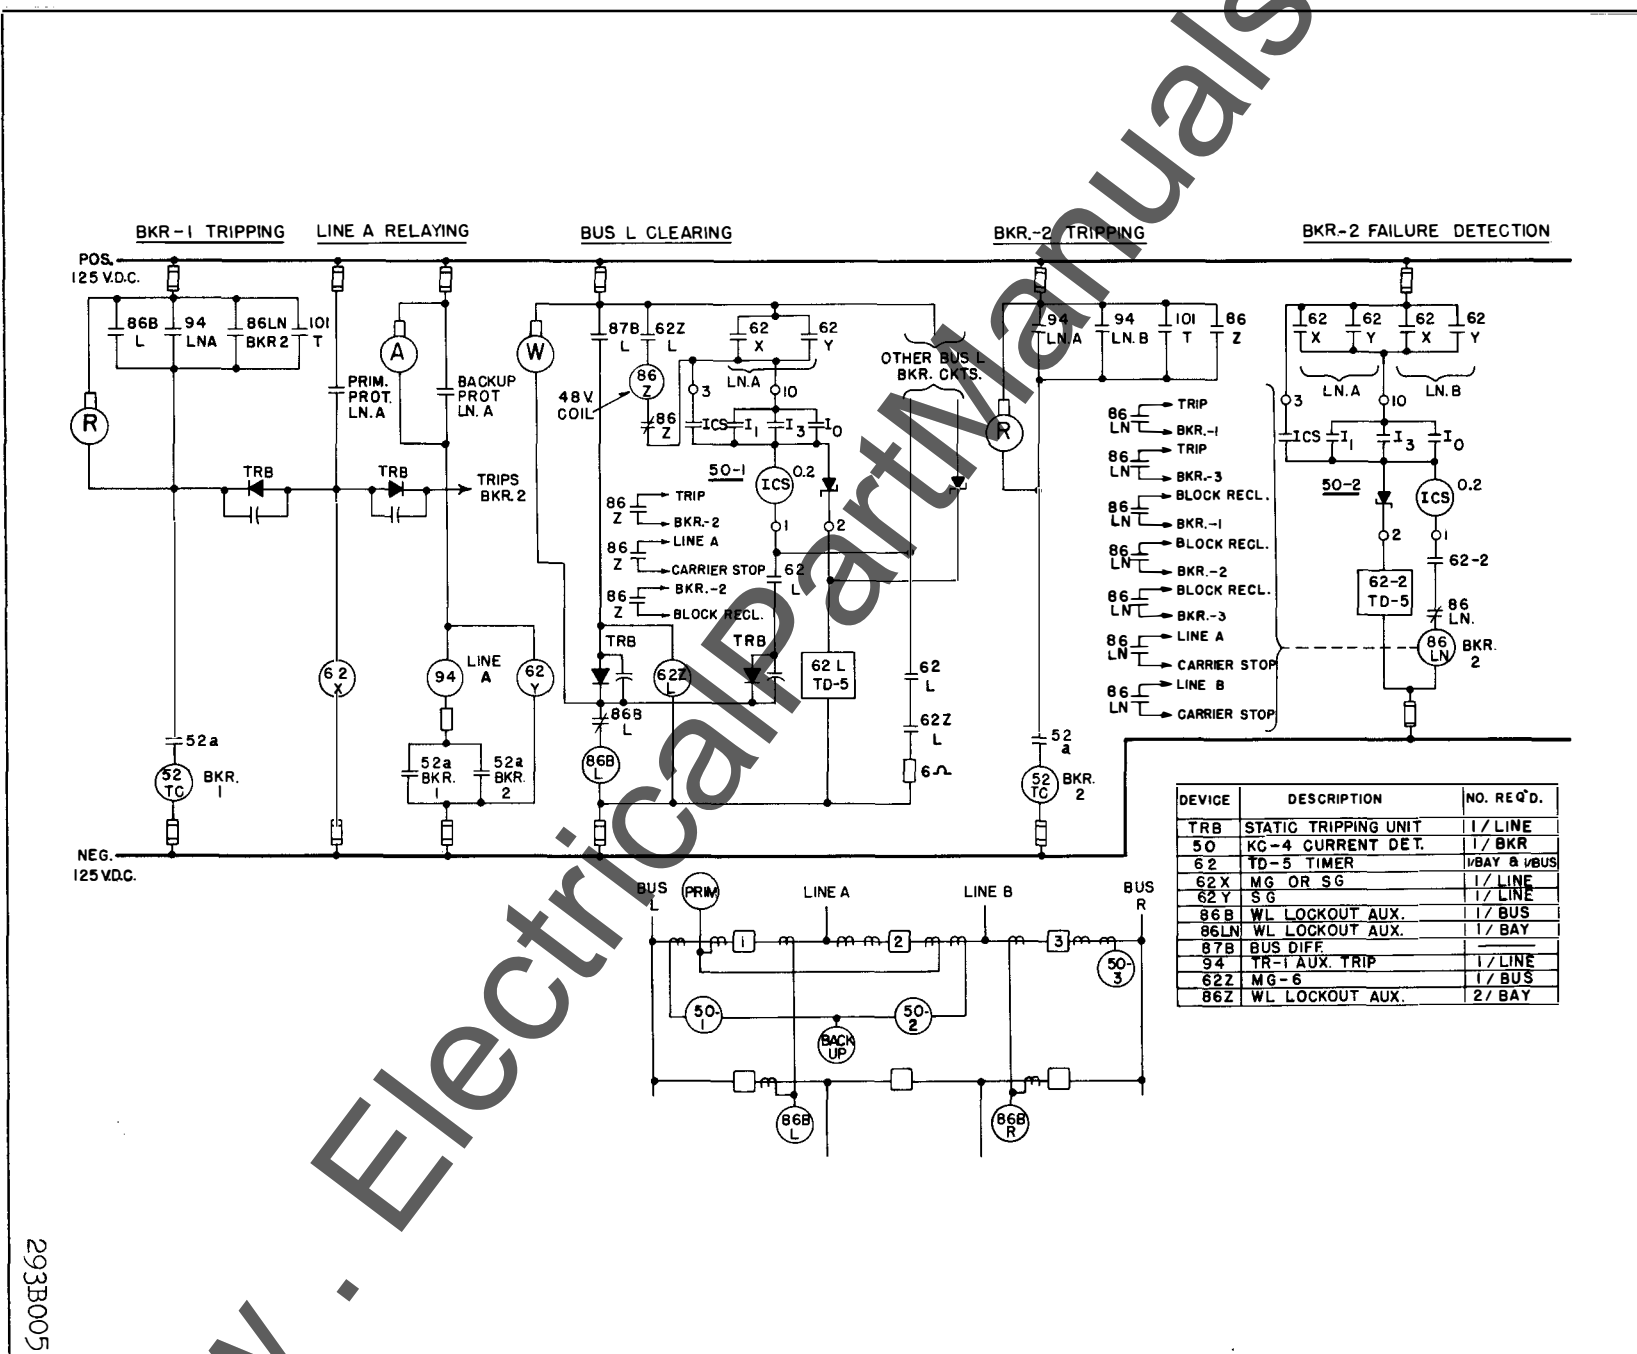 BKR-1 TRIPPING
LINE A RELAYING
BUS L CLEARING
BKR.-2 TRIPPING
BKR.-2 FAILURE DETECTION
POS.
125 V.D.C.
86B
L
94
LNA
86LN
BKR2
101
T
R
TRB
52a
52
TC
BKR.
1
NEG.
125 V.D.C.
PRIM.
PROT.
LN.A
62
X
A
BACKUP
PROT
LN. A
TRB
TRIPS
BKR.2
94
LINE
A
62
Y
52a
BKR.
1
52a
BKR.
2
W
87B
L
62Z
L
86
Z
48V.
COIL
86
Z
62
X
62
Y
LN.A
3
10
ICS
I1
I3
I0
50-1
ICS
0.2
1
2
OTHER BUS L
BKR. CKTS.
86
Z
TRIP
BKR.-2
86
Z
LINE A
CARRIER STOP
86
Z
BKR.-2
BLOCK RECL.
62
L
TRB
62Z
L
TRB
62 L
TD-5
86B
L
86B
L
62
L
62Z
L
6Ω
94
LN.A
94
LN.B
101
T
86
Z
R
52
a
52
TC
BKR.
2
86
LN
TRIP
BKR.-1
86
LN
TRIP
BKR.-3
86
LN
BLOCK RECL.
BKR.-1
86
LN
BLOCK RECL.
BKR.-2
86
LN
BLOCK RECL.
BKR.-3
86
LN
LINE A
CARRIER STOP
86
LN
LINE B
CARRIER STOP
62
X
62
Y
62
X
62
Y
LN.A
LN.B
3
10
ICS
I1
I3
I0
50-2
ICS
0.2
2
1
62-2
TD-5
62-2
86
LN.
86
LN
BKR.
2
DEVICE DESCRIPTION NO. REQ'D.
TRB STATIC TRIPPING UNIT 1/LINE
50 KC-4 CURRENT DET. 1/BKR
62 TD-5 TIMER 1/BAY & 1/BUS
62X MG OR SG 1/LINE
62Y SG 1/LINE
86B WL LOCKOUT AUX. 1/BUS
86LN WL LOCKOUT AUX. 1/BAY
87B BUS DIFF.
94 TR-1 AUX. TRIP 1/LINE
62Z MG-6 1/BUS
86Z WL LOCKOUT AUX. 2/BAY
BUS
L
PRIM
LINE A
LINE B
BUS
R
1
2
3
50-
3
50-
1
50-
2
BACK
UP
86B
L
86B
R
293B005
. ElectricalPartManuals